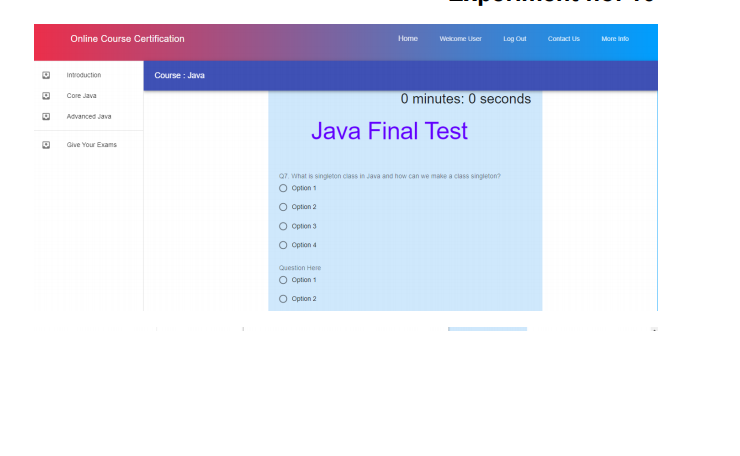 Online Course Certification
Home Welcome User Log Out Contact Us More Info
Introduction
Core Java
Advanced Java
Give Your Exams
Course : Java
0 minutes: 0 seconds
Java Final Test
Q7. What is singleton class in Java and how can we make a class singleton?
Option 1
Option 2
Option 3
Option 4
Question Here
Option 1
Option 2